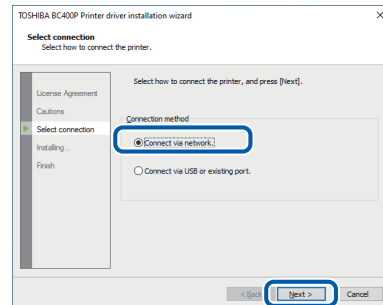 TOSHIBA BC400P Printer driver installation wizard
Select connection
Select how to connect the printer.
License Agreement
Cautions
Select connection
Installing...
Finish
Select how to connect the printer, and press [Next].
Connection method
Connect via network.
Connect via USB or existing port.
< Back
Next >
Cancel